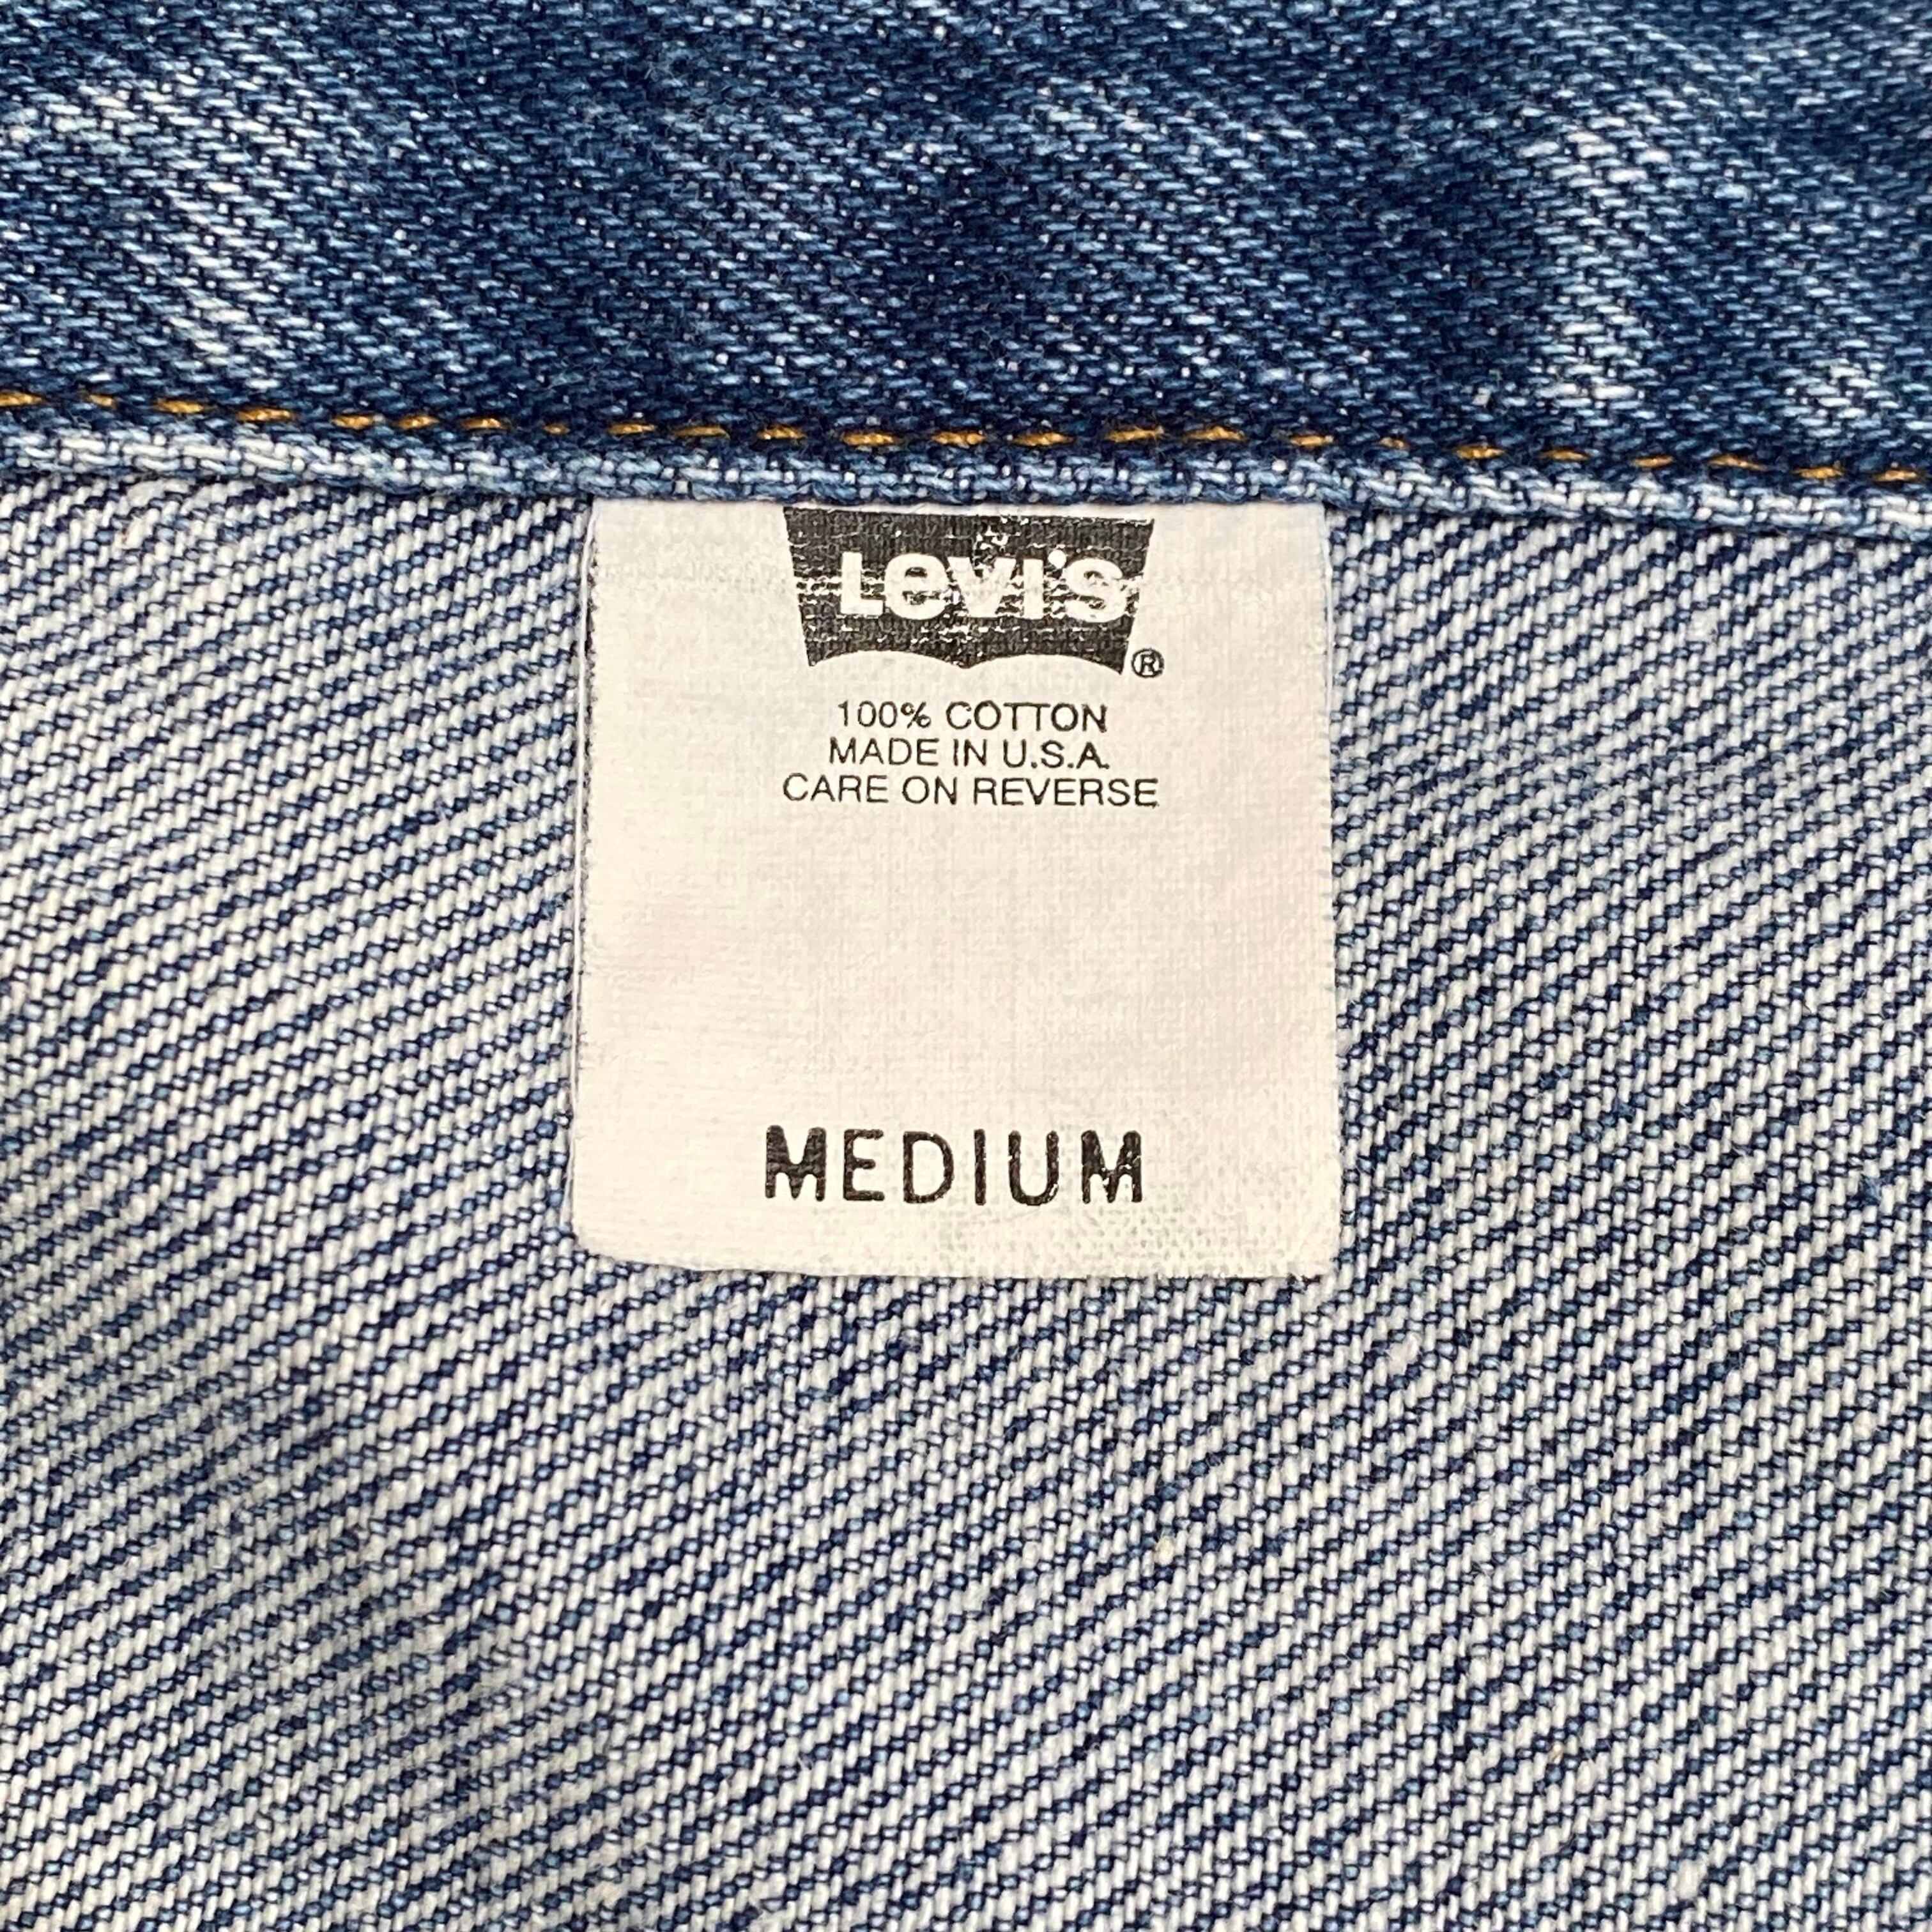 Levi's ®
100% COTTON
MADE IN U.S.A.
CARE ON REVERSE
MEDIUM